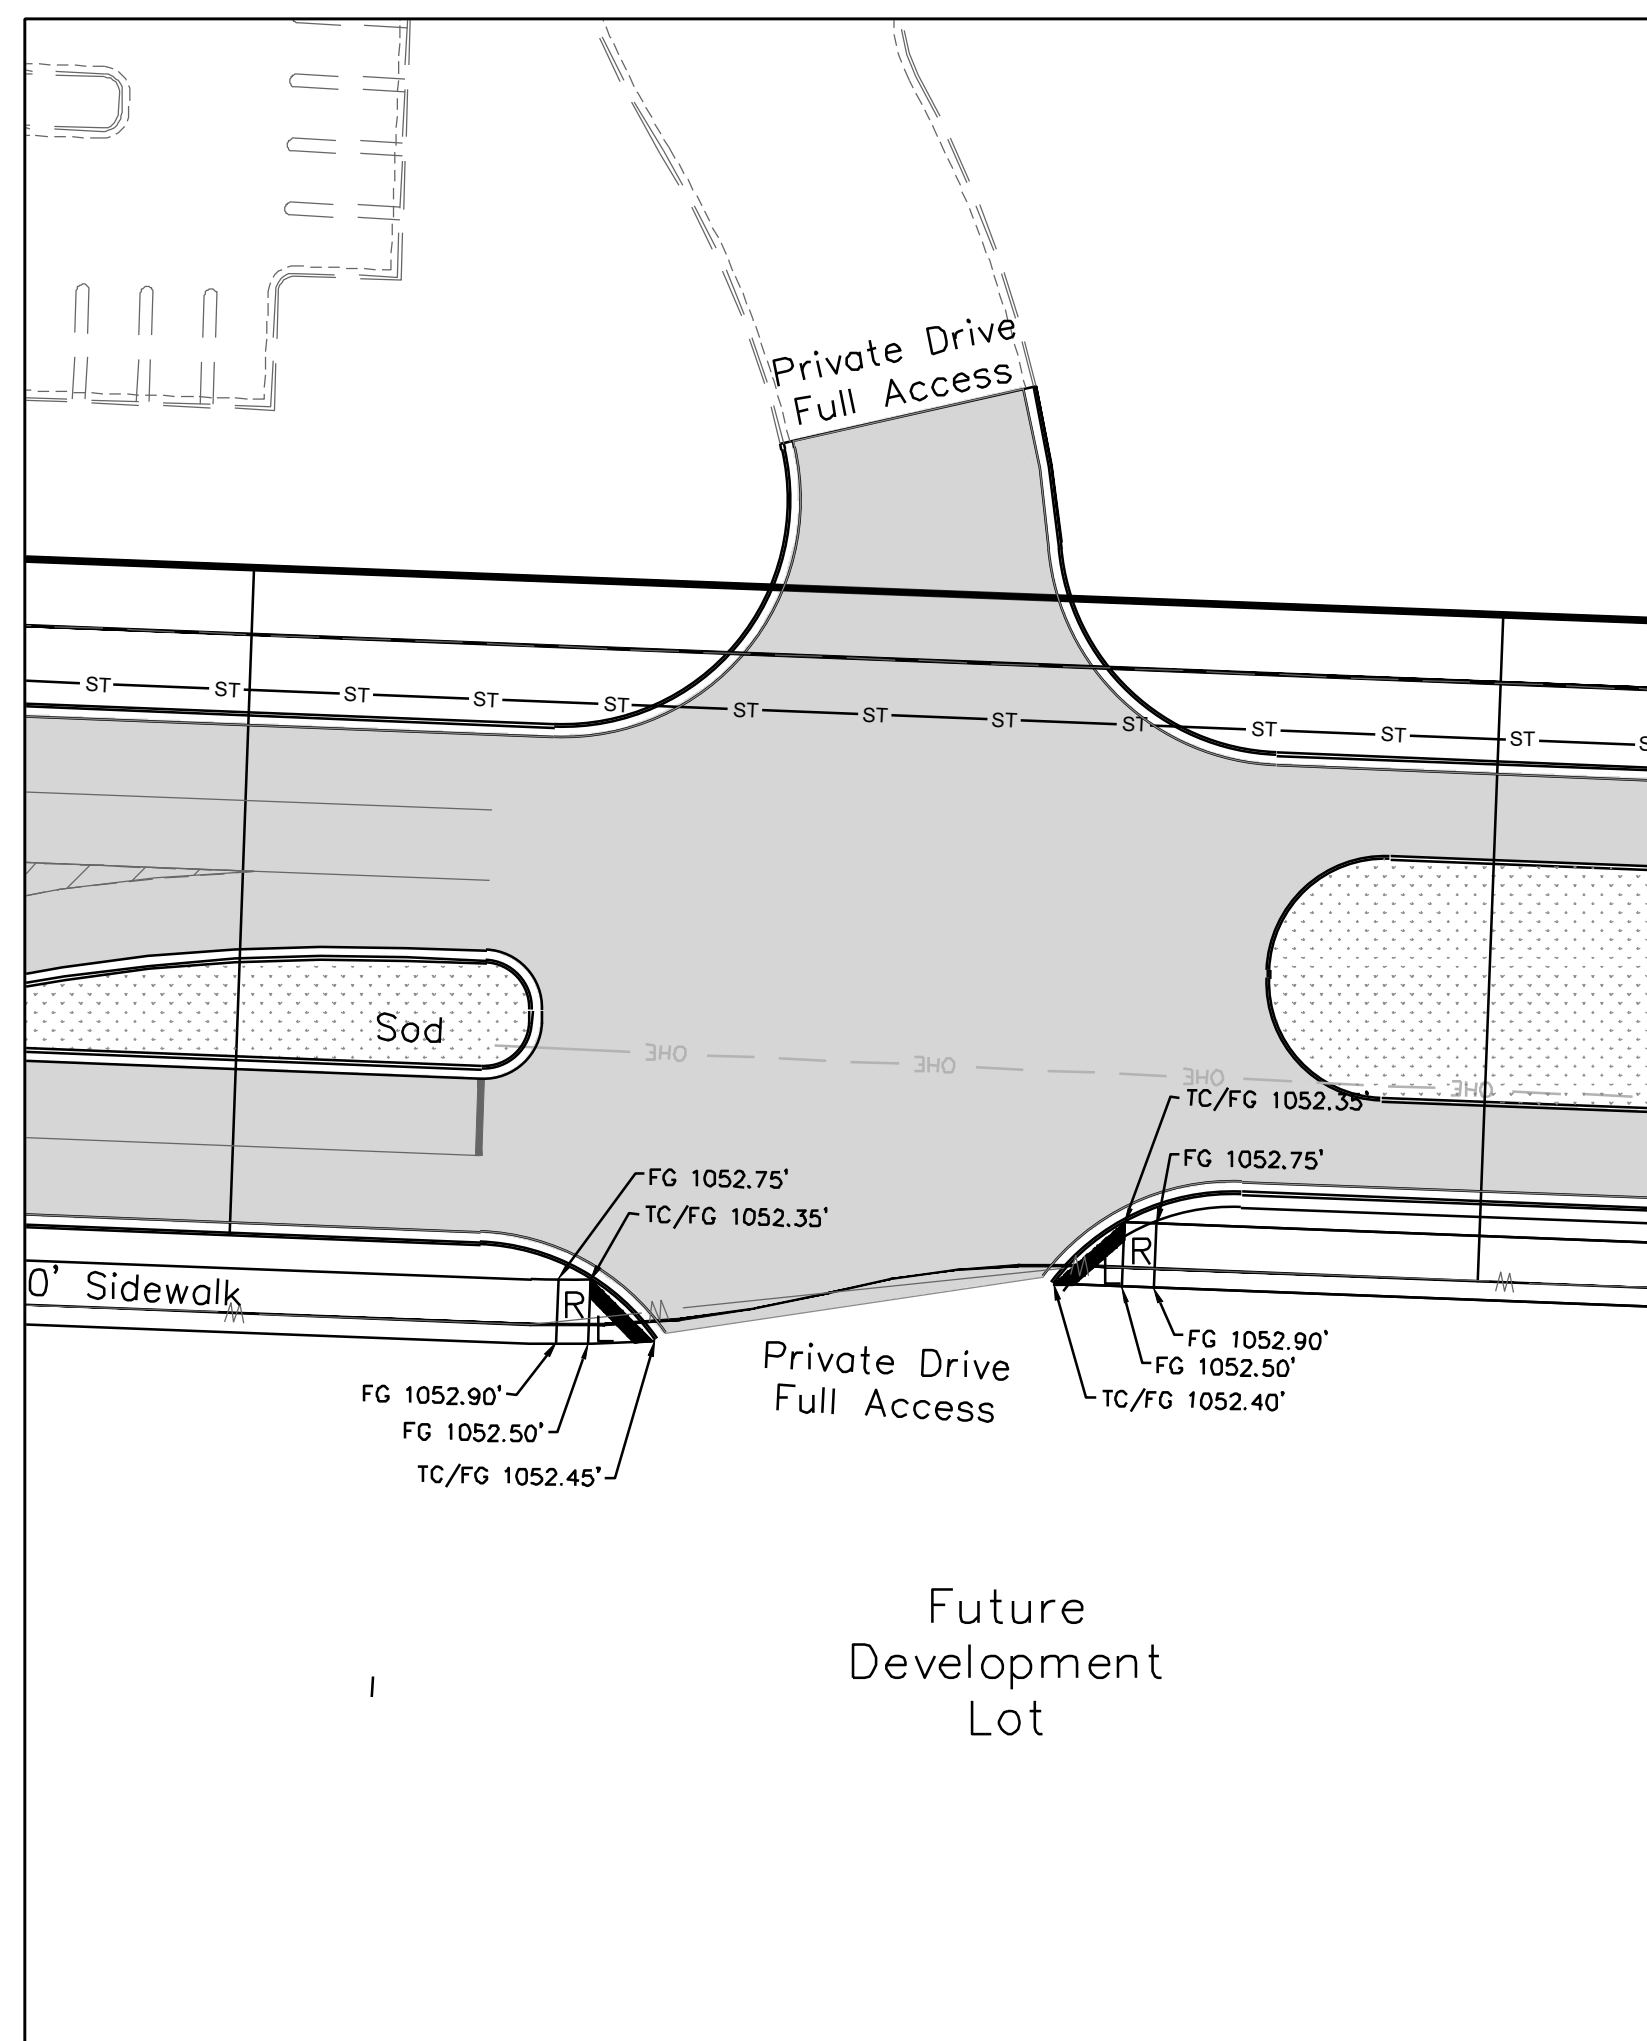 Private Drive
Full Access
ST ST ST ST ST ST ST ST ST ST ST ST
Sod
OHE OHE OHE OHE
TC/FG 1052.35'
FG 1052.75'
FG 1052.75'
TC/FG 1052.35'
R
L
R
L
0' Sidewalk
FG 1052.90'
FG 1052.50'
TC/FG 1052.45'
FG 1052.90'
FG 1052.50'
TC/FG 1052.40'
Private Drive
Full Access
Future
Development
Lot